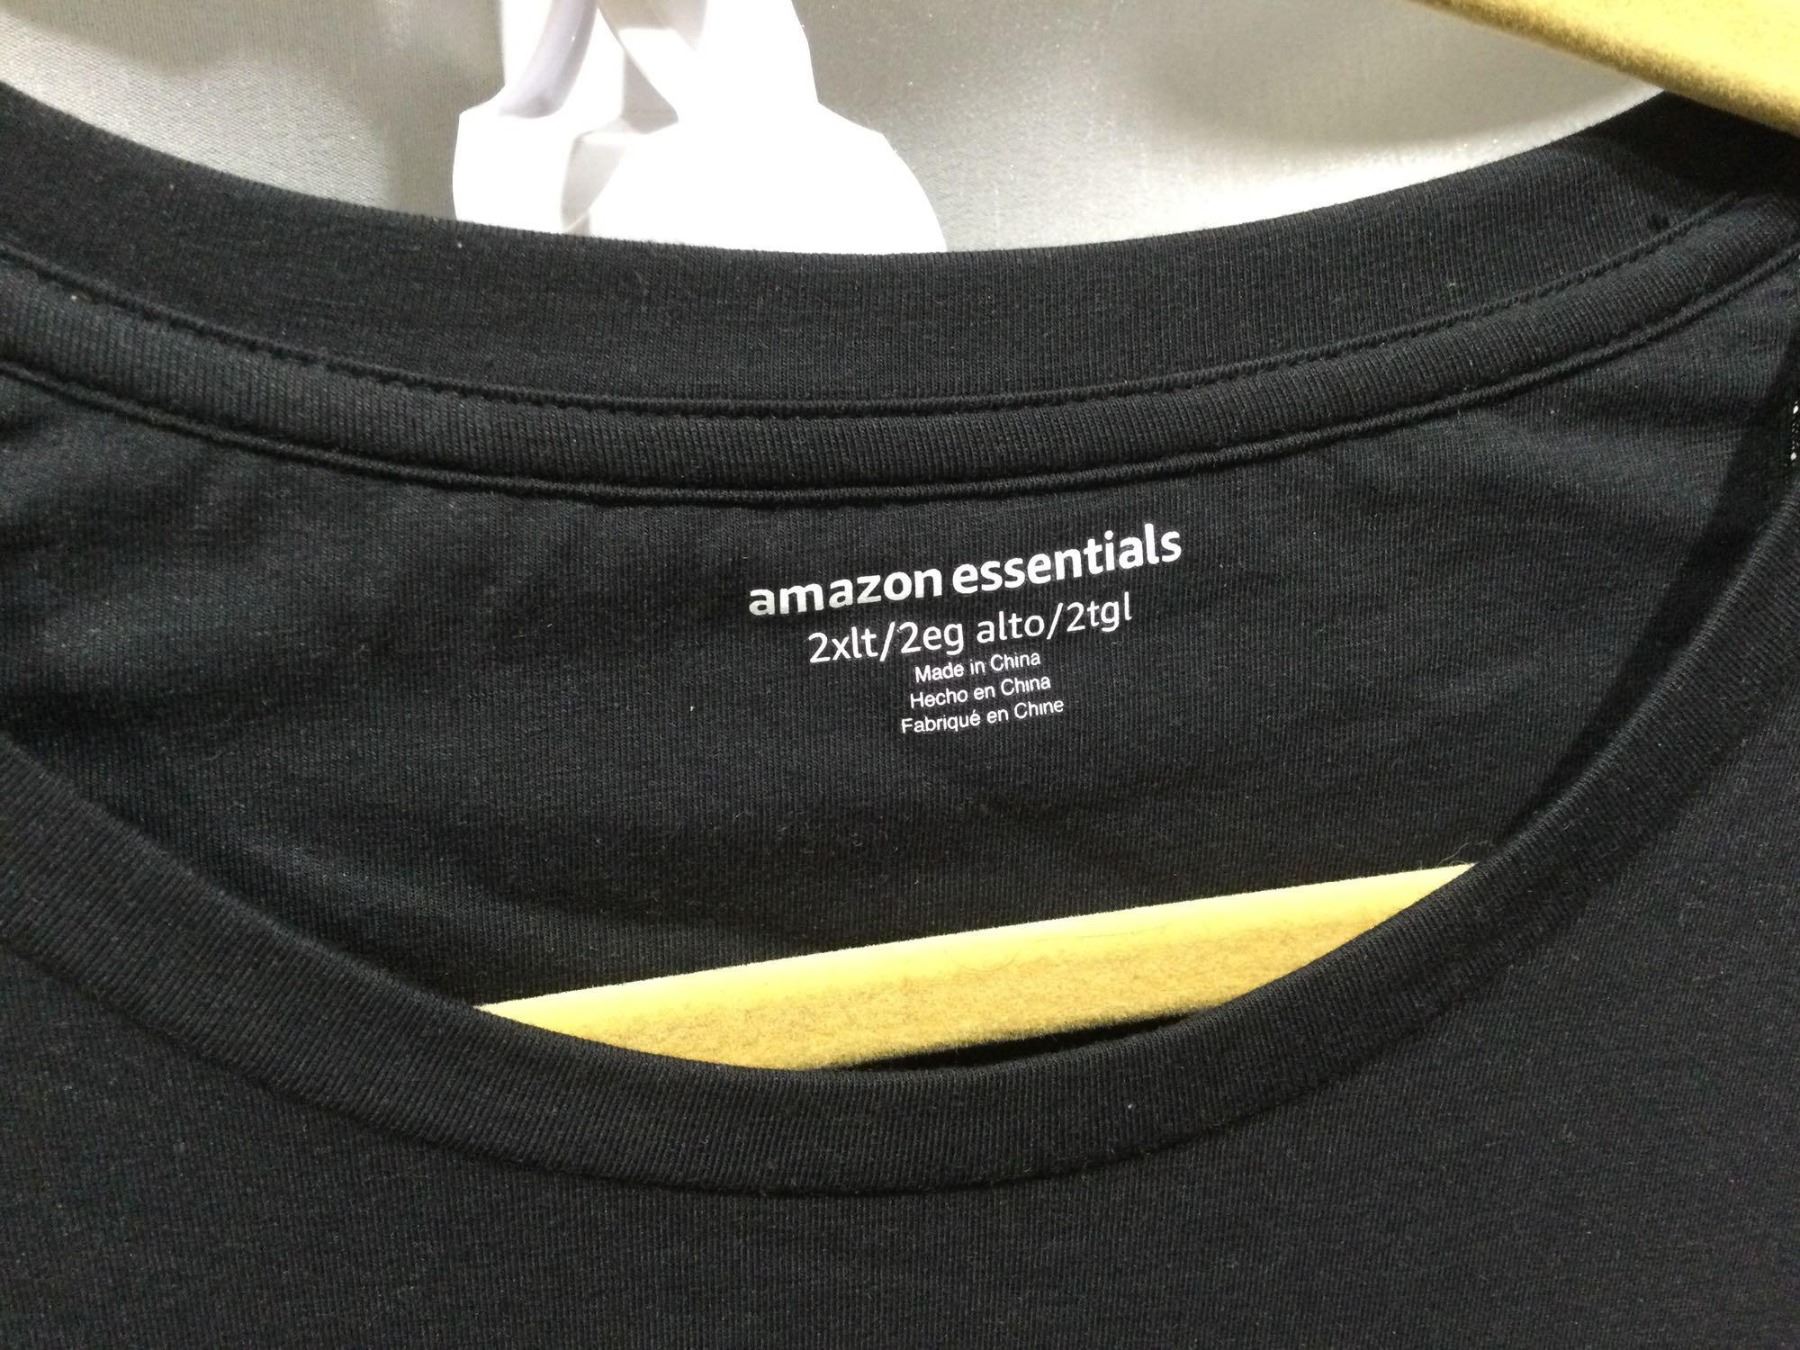 amazon essentials
2xlt/2eg alto/2tgl
Made in China
Hecho en China
Fabriqué en Chine